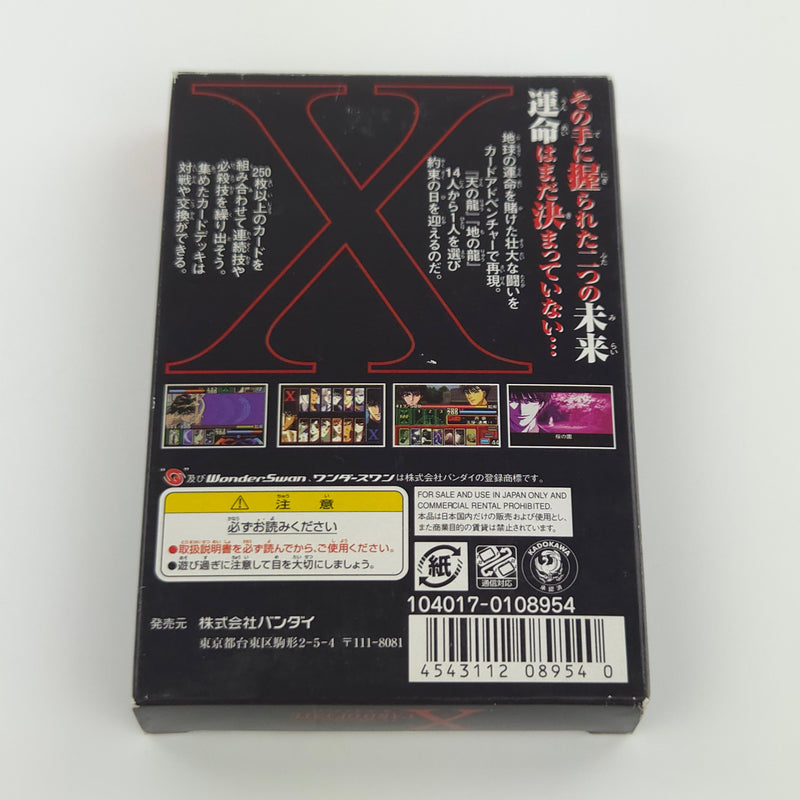 その手に握られた二つの未来
運命はまだ決まっていない…
地球の運命を賭けた壮大な闘いを
カードアドベンチャーで再現。
『天の龍』『地の龍』
14人から1人を選び
約束の日を迎えるのだ。
250枚以上のカードを
組み合わせて連続技や
必殺技を繰り出そう。
集めたカードデッキは
対戦や交換ができる。
X
桜の園
"及びWonderSwan、ワンダースワンは株式会社バンダイの登録商標です。
注意
必ずお読みください
●取扱説明書を必ず読んでから、ご使用ください。
●遊び過ぎに注意して目を大切にしましょう。
FOR SALE AND USE IN JAPAN ONLY AND
COMMERCIAL RENTAL PROHIBITED.
本品は日本国内だけの販売および使用とし、
また商業目的の賃貸は禁止されています。
紙
通信対応
KADOKAWA
承認済
104017-0108954
4543112 08954 0
発売元 株式会社バンダイ
東京都台東区駒形2-5-4 〒111-8081